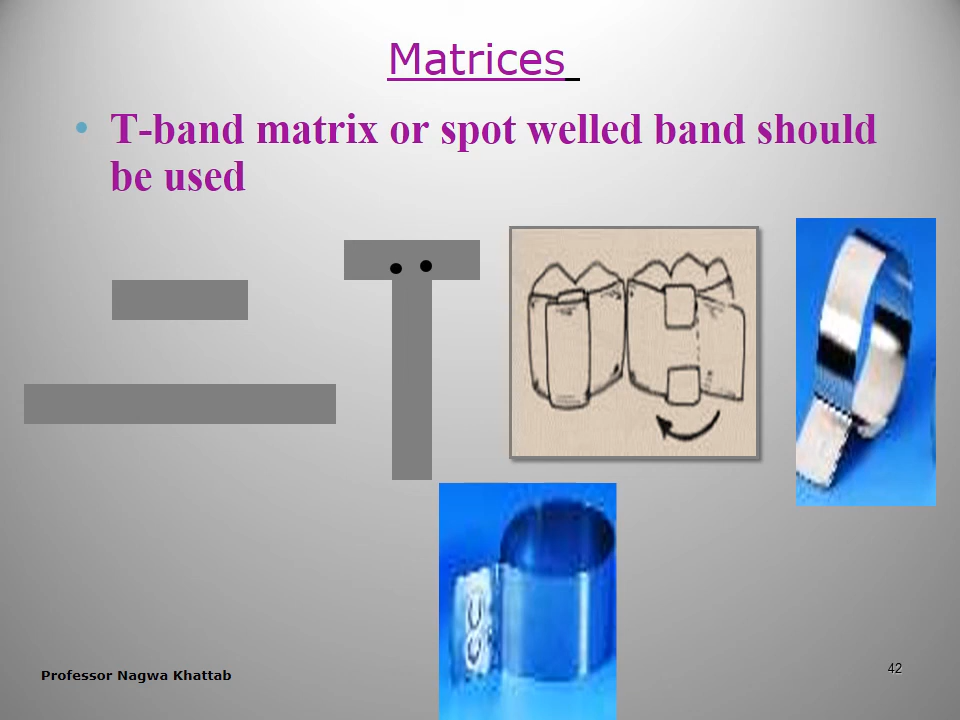 Matrices
• T-band matrix or spot welled band should
be used
Professor Nagwa Khattab
42